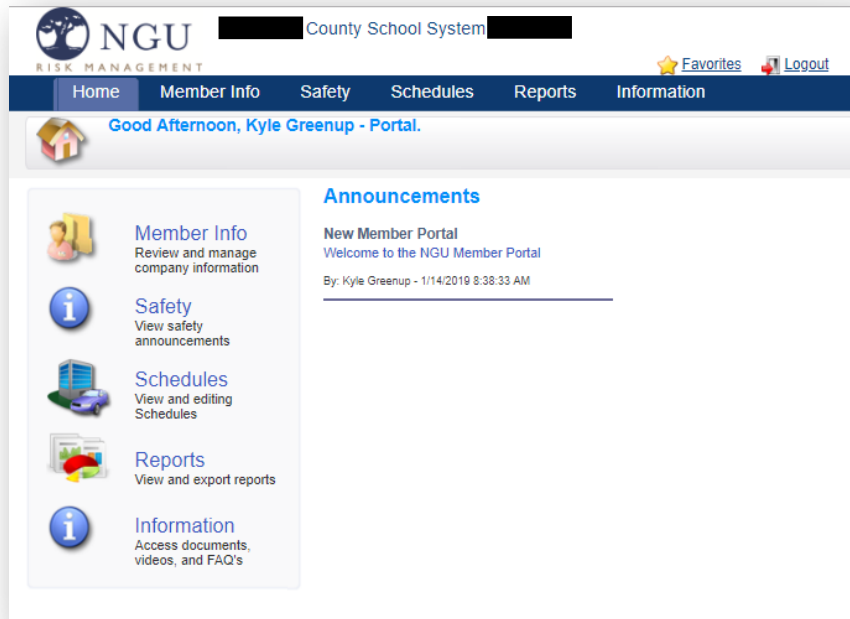 NGU
RISK MANAGEMENT
County School System
Favorites Logout
Home Member Info Safety Schedules Reports Information
Good Afternoon, Kyle Greenup - Portal.
Announcements
New Member Portal
Welcome to the NGU Member Portal
By: Kyle Greenup - 1/14/2019 8:38:33 AM
Member Info
Review and manage
company information
Safety
View safety
announcements
Schedules
View and editing
Schedules
Reports
View and export reports
Information
Access documents,
videos, and FAQ's